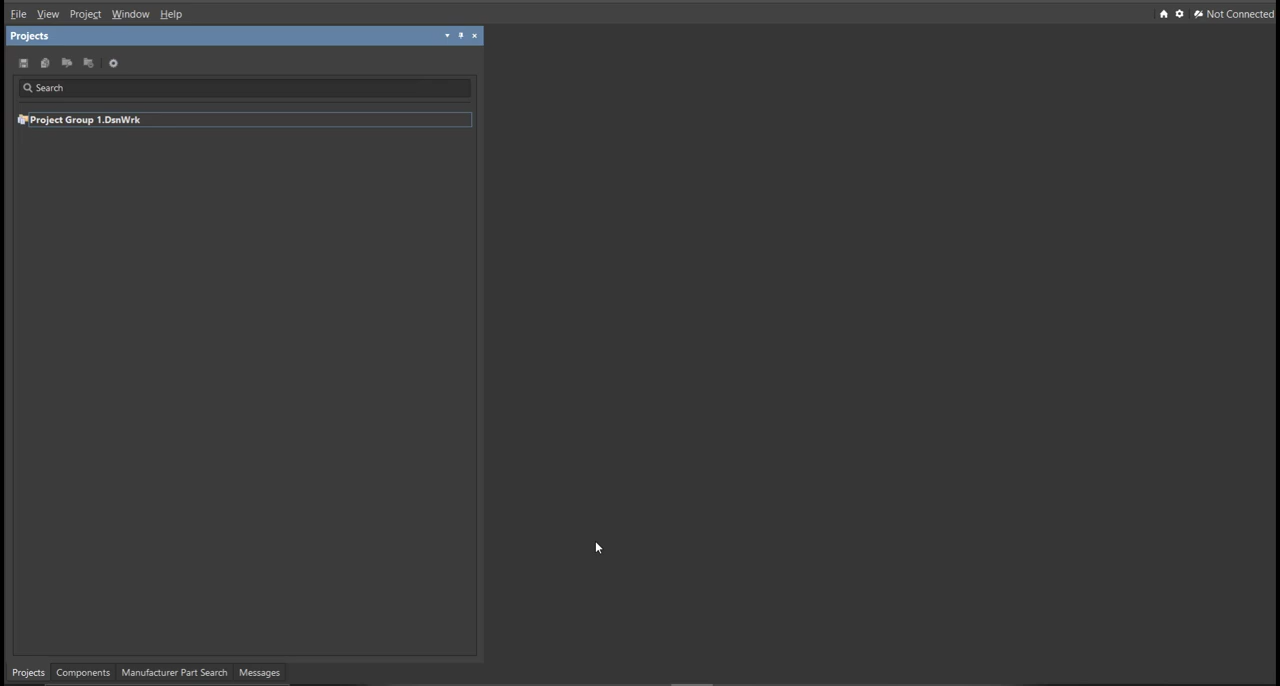 File View Project Window Help Not Connected
Projects
Search
Project Group 1.DsnWrk
Projects Components Manufacturer Part Search Messages